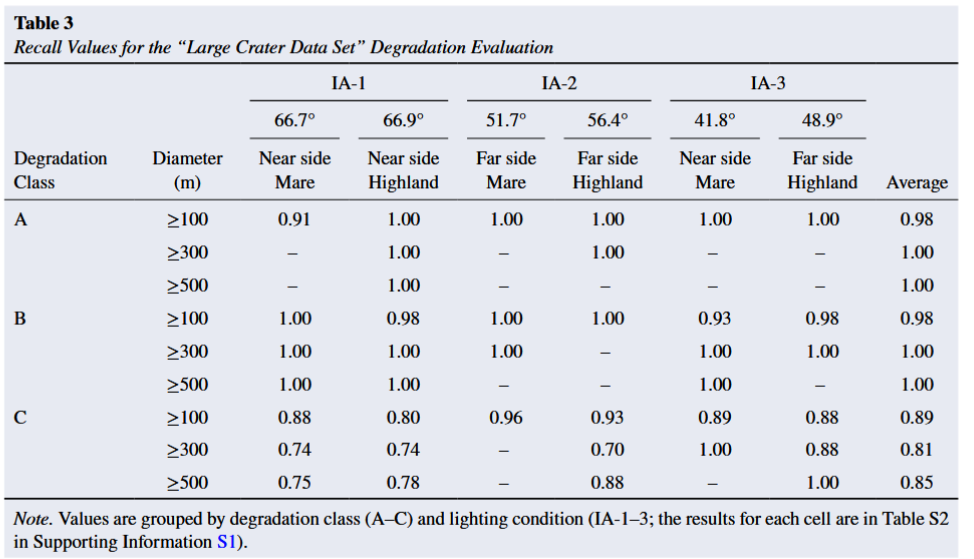 Table 3
Recall Values for the “Large Crater Data Set” Degradation Evaluation
IA-1 IA-2 IA-3
66.7° 66.9° 51.7° 56.4° 41.8° 48.9°
Degradation Diameter Near side Near side Far side Far side Near side Far side
Class (m) Mare Highland Mare Highland Mare Highland Average
A ≥100 0.91 1.00 1.00 1.00 1.00 1.00 0.98
≥300 – 1.00 – 1.00 – – 1.00
≥500 – 1.00 – – – – 1.00
B ≥100 1.00 0.98 1.00 1.00 0.93 0.98 0.98
≥300 1.00 1.00 1.00 – 1.00 1.00 1.00
≥500 1.00 1.00 – – 1.00 – 1.00
C ≥100 0.88 0.80 0.96 0.93 0.89 0.88 0.89
≥300 0.74 0.74 – 0.70 1.00 0.88 0.81
≥500 0.75 0.78 – 0.88 – 1.00 0.85
Note. Values are grouped by degradation class (A–C) and lighting condition (IA-1–3; the results for each cell are in Table S2
in Supporting Information S1).